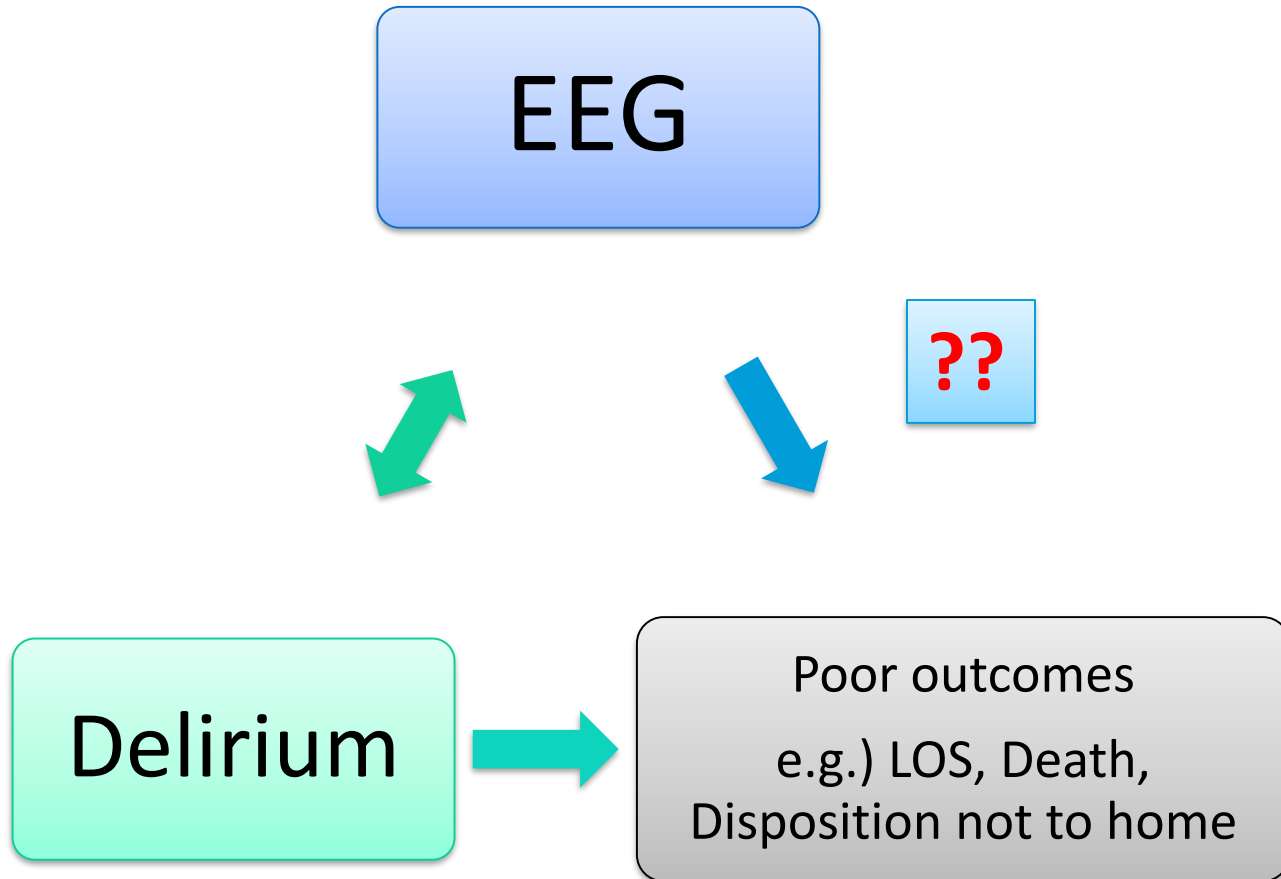 EEG
??
Delirium
Poor outcomes
e.g.) LOS, Death,
Disposition not to home